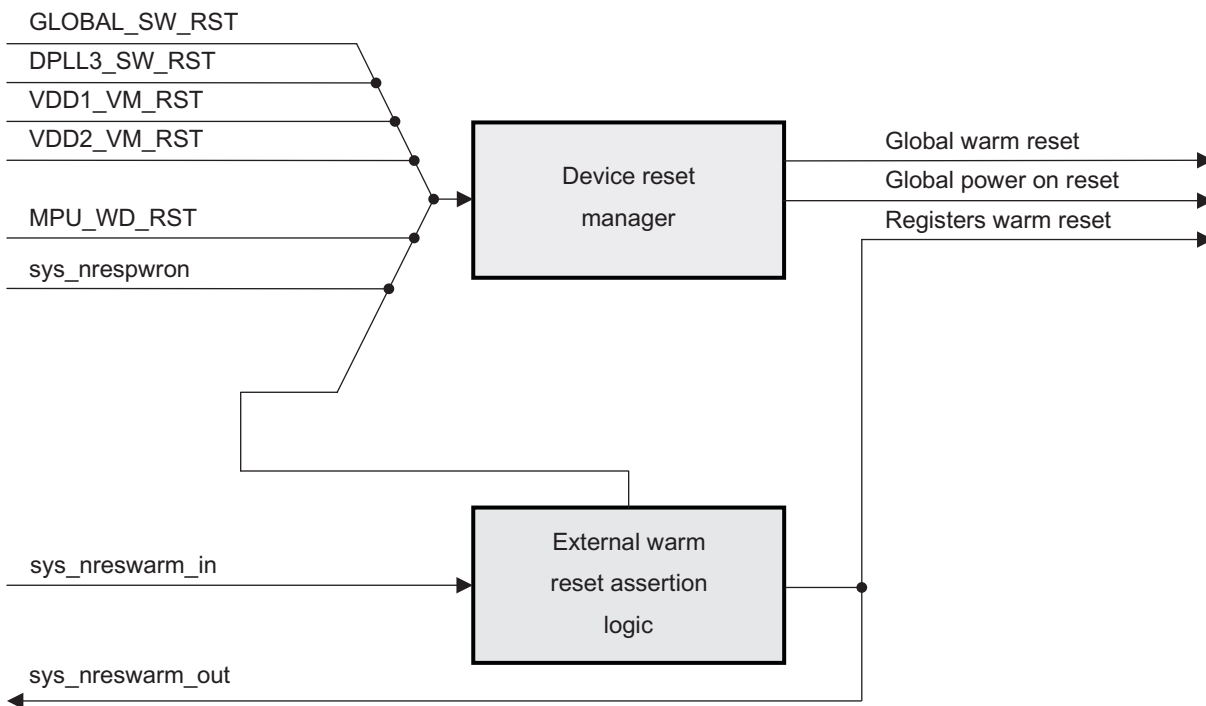 GLOBAL_SW_RST
DPLL3_SW_RST
VDD1_VM_RST
VDD2_VM_RST
MPU_WD_RST
sys_nrespwron
Device reset
manager
Global warm reset
Global power on reset
Registers warm reset
sys_nreswarm_in
External warm
reset assertion
logic
sys_nreswarm_out